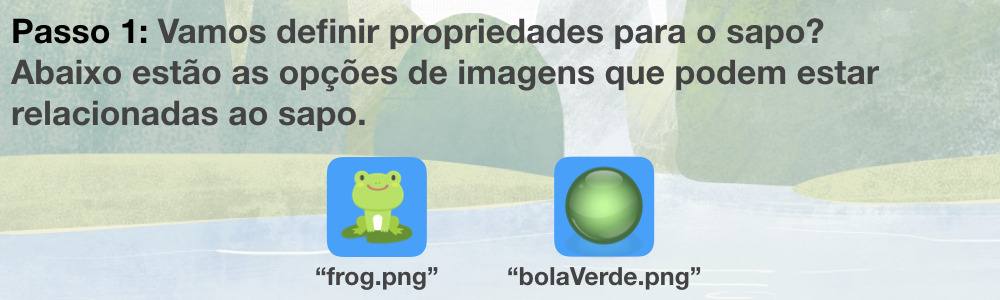 Passo 1: Vamos definir propriedades para o sapo?
Abaixo estão as opções de imagens que podem estar
relacionadas ao sapo.
“frog.png” “bolaVerde.png”